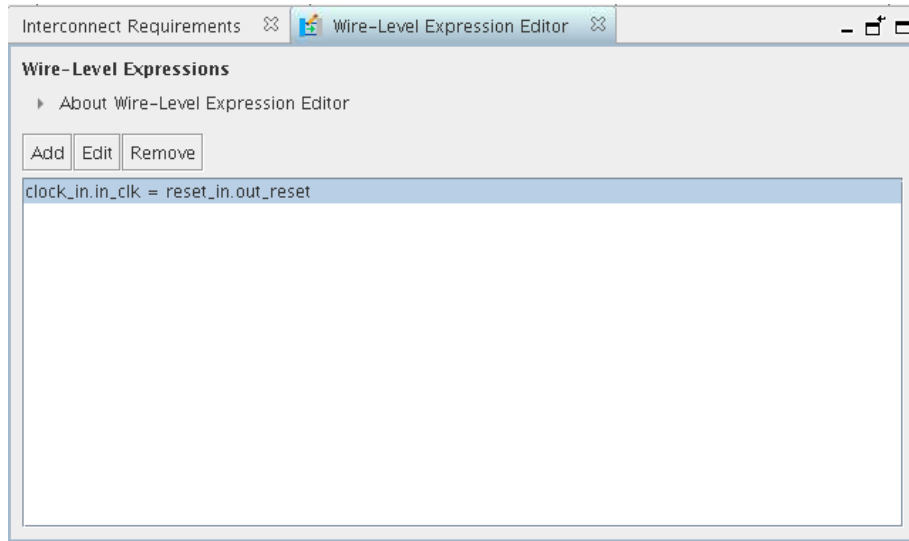 Interconnect Requirements Wire-Level Expression Editor
Wire-Level Expressions
About Wire-Level Expression Editor
Add Edit Remove
clock_in.in_clk = reset_in.out_reset